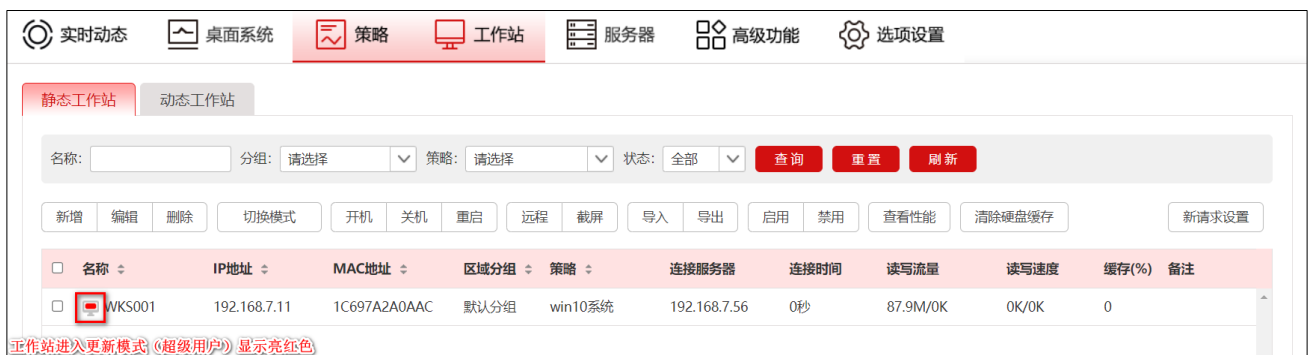 实时动态 桌面系统 策略 工作站 服务器 高级功能 选项设置
静态工作站 动态工作站
名称: 分组: 请选择 策略: 请选择 状态: 全部 查询 重置 刷新
新增 编辑 删除 切换模式 开机 关机 重启 远程 截屏 导入 导出 启用 禁用 查看性能 清除硬盘缓存 新请求设置
名称 IP地址 MAC地址 区域分组 策略 连接服务器 连接时间 读写流量 读写速度 缓存(%) 备注
WKS001 192.168.7.11 1C697A2A0AAC 默认分组 win10系统 192.168.7.56 0秒 87.9M/0K 0K/0K 0
工作站进入更新模式（超级用户）显示亮红色